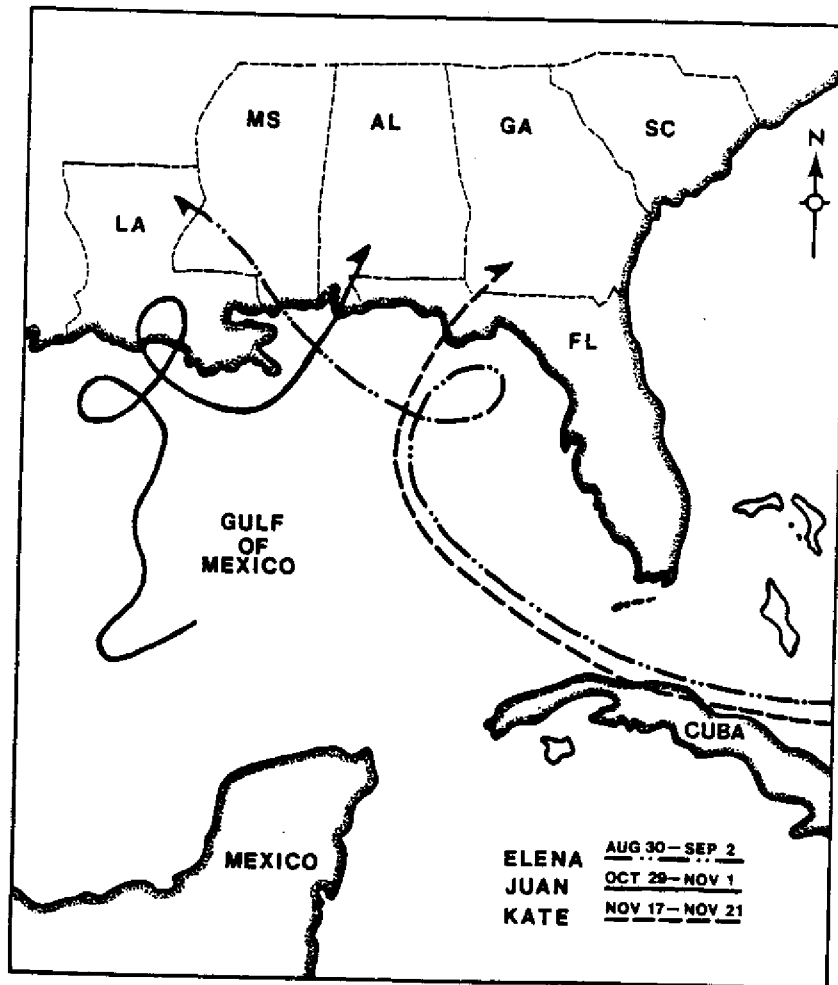 MS
AL
GA
SC
N
LA
FL
GULF
OF
MEXICO
CUBA
MEXICO
ELENA AUG 30—SEP 2
JUAN OCT 29—NOV 1
KATE NOV 17—NOV 21